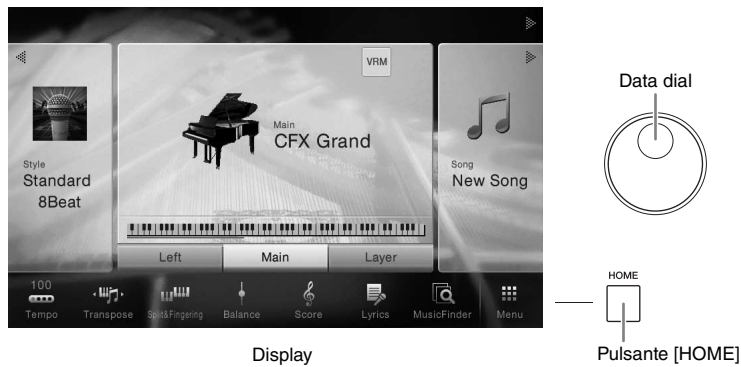 VRM
Main
CFX Grand
Style
Standard
8Beat
Song
New Song
Left Main Layer
100
Tempo Transpose Split&Fingering Balance Score Lyrics MusicFinder Menu
Display
Data dial
HOME
Pulsante [HOME]